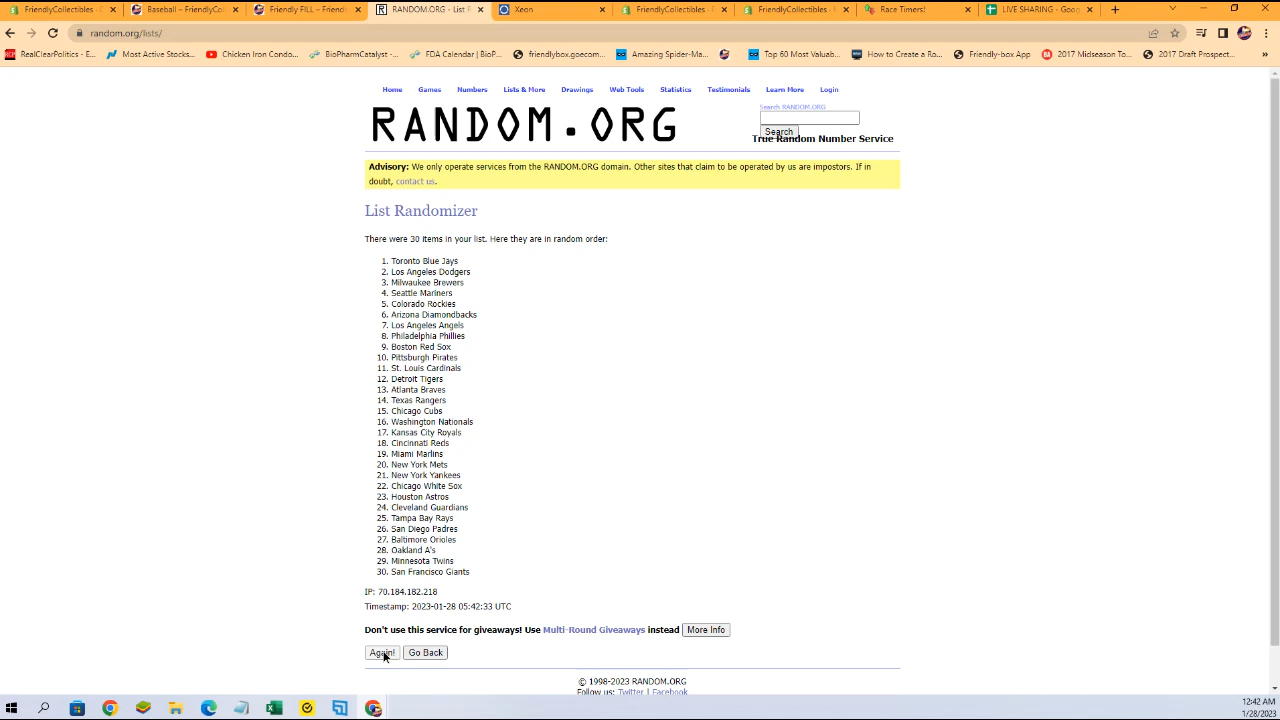 FriendlyCollectibles - D
Baseball – FriendlyColl
Friendly FILL – Friendl
RANDOM.ORG - List R
Xeon
FriendlyCollectibles -
FriendlyCollectibles -
Race Timers!
LIVE SHARING - Goog
random.org/lists/
RealClearPolitics - E...
Most Active Stocks...
Chicken Iron Condo...
BioPharmCatalyst -...
FDA Calendar | BioP...
friendlybox.goecom...
Amazing Spider-Ma...
Top 60 Most Valuab...
How to Create a Ro...
Friendly-box App
2017 Midseason To...
2017 Draft Prospect...
Home Games Numbers Lists & More Drawings Web Tools Statistics Testimonials Learn More Login
Search RANDOM.ORG
RANDOM.ORG
Search
True Random Number Service
Advisory: We only operate services from the RANDOM.ORG domain. Other sites that claim to be operated by us are impostors. If in
doubt, contact us.
List Randomizer
There were 30 items in your list. Here they are in random order:
1. Toronto Blue Jays
2. Los Angeles Dodgers
3. Milwaukee Brewers
4. Seattle Mariners
5. Colorado Rockies
6. Arizona Diamondbacks
7. Los Angeles Angels
8. Philadelphia Phillies
9. Boston Red Sox
10. Pittsburgh Pirates
11. St. Louis Cardinals
12. Detroit Tigers
13. Atlanta Braves
14. Texas Rangers
15. Chicago Cubs
16. Washington Nationals
17. Kansas City Royals
18. Cincinnati Reds
19. Miami Marlins
20. New York Mets
21. New York Yankees
22. Chicago White Sox
23. Houston Astros
24. Cleveland Guardians
25. Tampa Bay Rays
26. San Diego Padres
27. Baltimore Orioles
28. Oakland A's
29. Minnesota Twins
30. San Francisco Giants
IP: 70.184.182.218
Timestamp: 2023-01-28 05:42:33 UTC
Don't use this service for giveaways! Use Multi-Round Giveaways instead More Info
Again! Go Back
© 1998-2023 RANDOM.ORG
Follow us: Twitter | Facebook
12:42 AM
1/28/2023